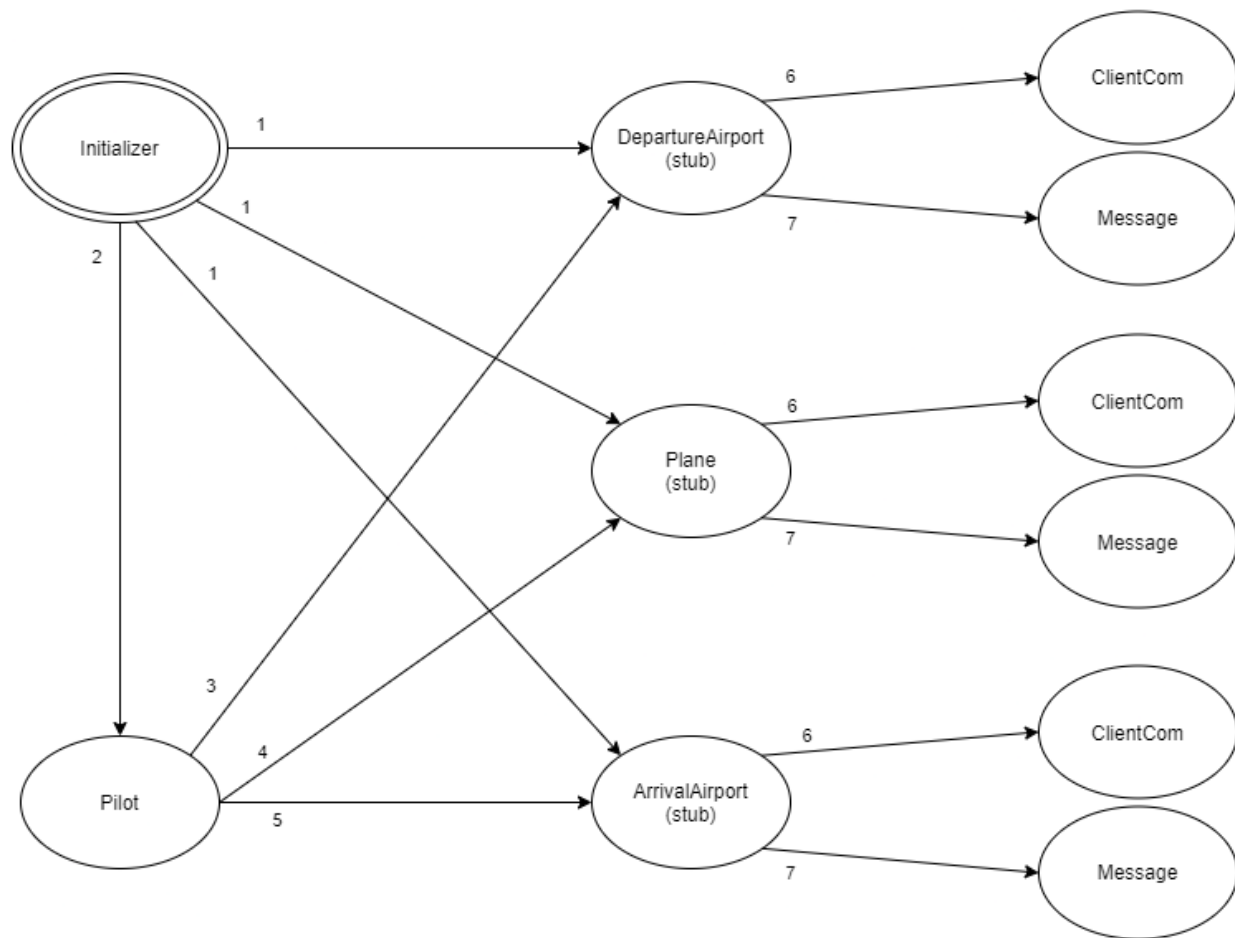 ClientCom
6
Initializer
1
DepartureAirport
(stub)
1
7
Message
2
1
ClientCom
6
Plane
(stub)
7
Message
3
ClientCom
6
4
Pilot
ArrivalAirport
(stub)
5
7
Message